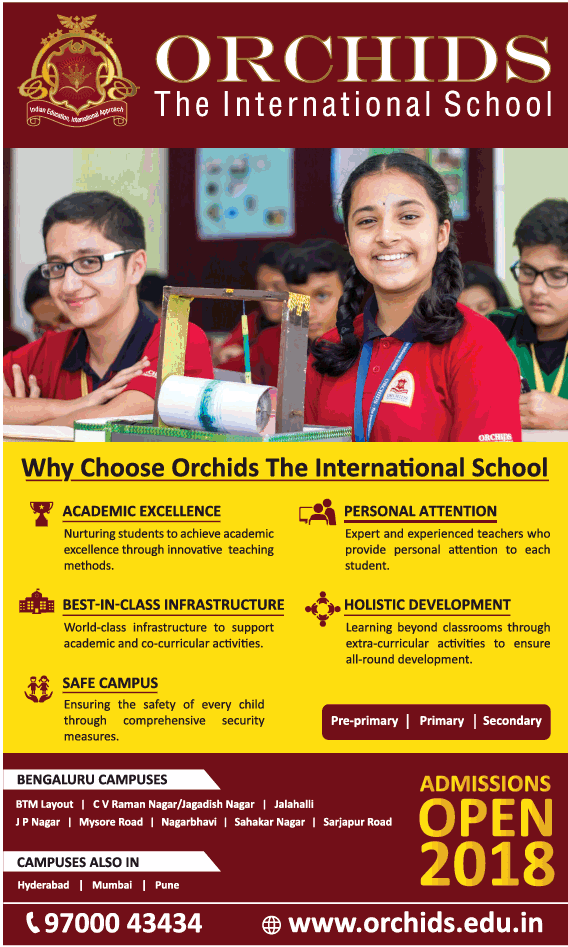 ORCHIDS
The International School
Indian Education, International Approach
ORCHIDS
Why Choose Orchids The International School
ACADEMIC EXCELLENCE
Nurturing students to achieve academic
excellence through innovative teaching
methods.
PERSONAL ATTENTION
Expert and experienced teachers who
provide personal attention to each
student.
BEST-IN-CLASS INFRASTRUCTURE
World-class infrastructure to support
academic and co-curricular activities.
HOLISTIC DEVELOPMENT
Learning beyond classrooms through
extra-curricular activities to ensure
all-round development.
SAFE CAMPUS
Ensuring the safety of every child
through comprehensive security
measures.
Pre-primary | Primary | Secondary
BENGALURU CAMPUSES
BTM Layout | C V Raman Nagar/Jagadish Nagar | Jalahalli
J P Nagar | Mysore Road | Nagarbhavi | Sahakar Nagar | Sarjapur Road
CAMPUSES ALSO IN
Hyderabad | Mumbai | Pune
ADMISSIONS
OPEN
2018
97000 43434
www.orchids.edu.in